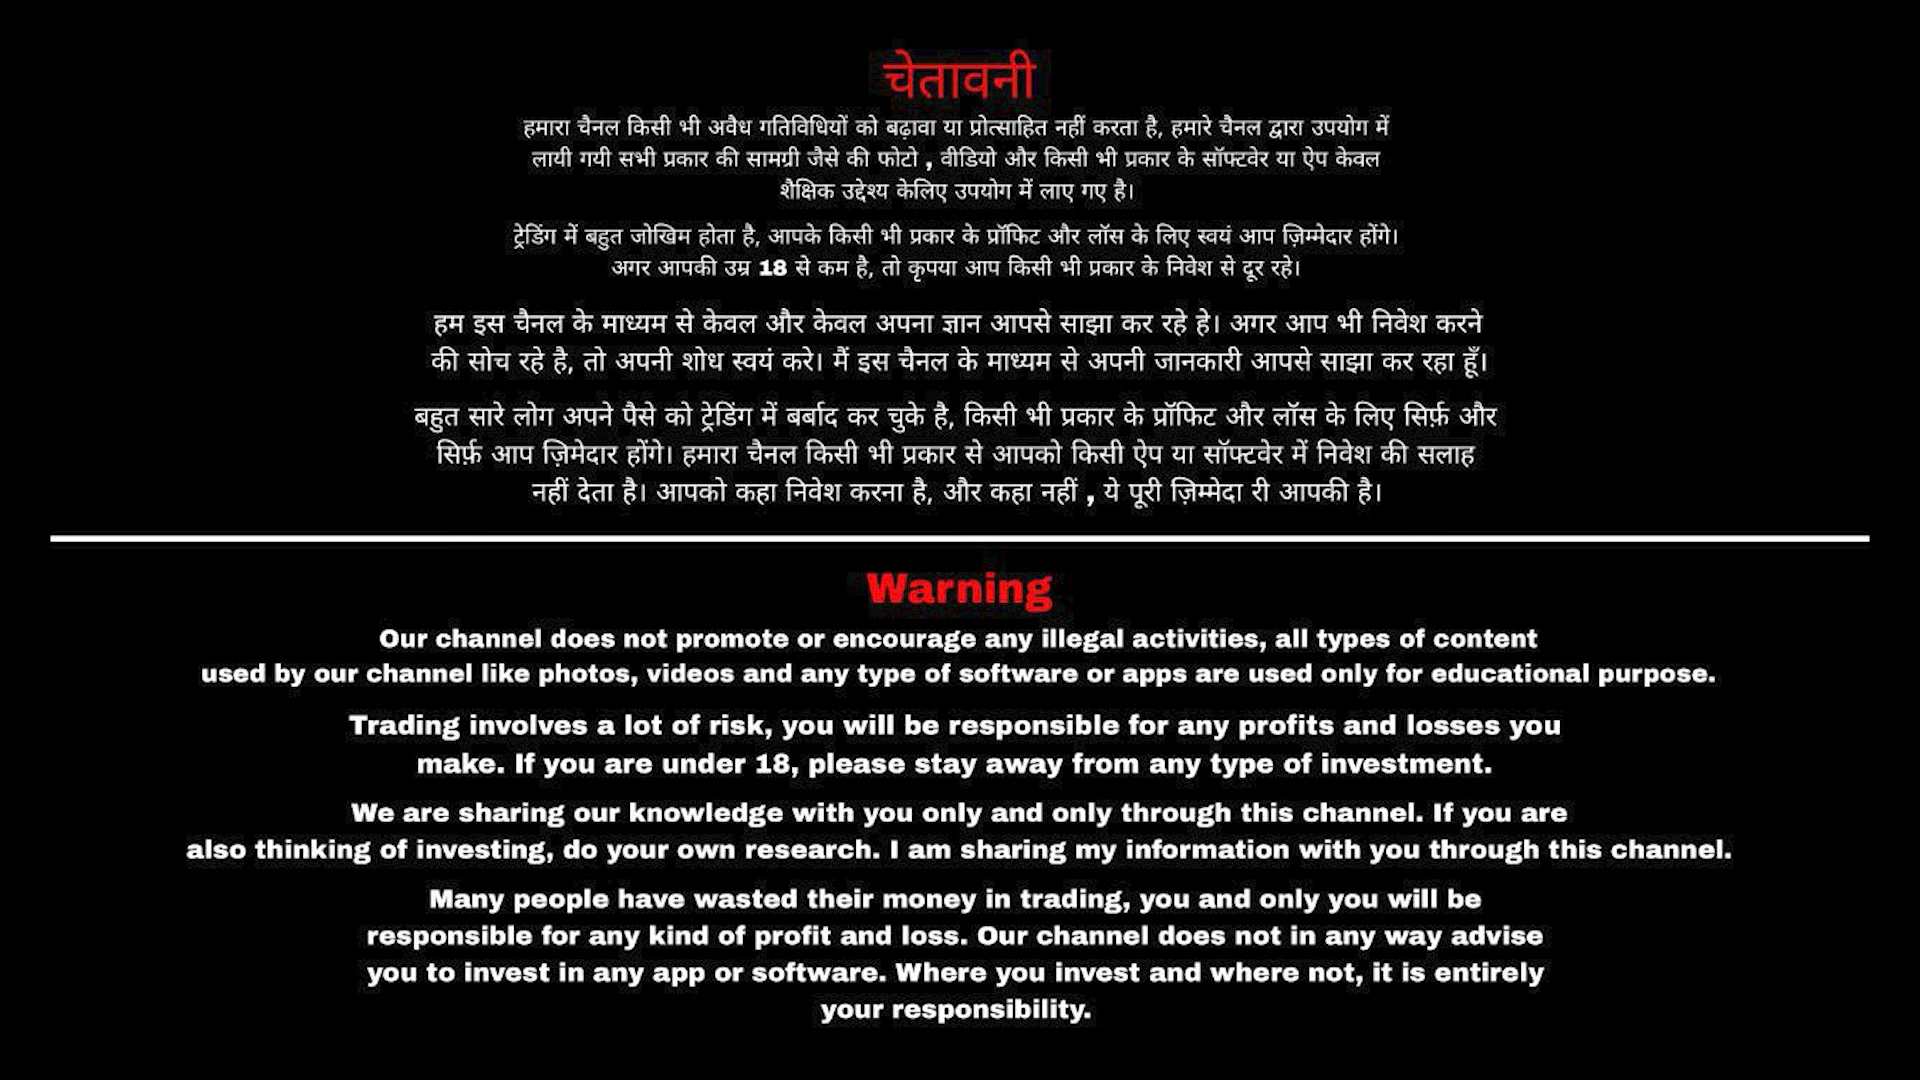 चेतावनी
हमारा चैनल किसी भी अवैध गतिविधियों को बढ़ावा या प्रोत्साहित नहीं करता है, हमारे चैनल द्वारा उपयोग में
लायी गयी सभी प्रकार की सामग्री जैसे की फोटो , वीडियो और किसी भी प्रकार के सॉफ्टवेर या ऐप केवल
शैक्षिक उद्देश्य केलिए उपयोग में लाए गए है।
ट्रेडिंग में बहुत जोखिम होता है, आपके किसी भी प्रकार के प्रॉफिट और लॉस के लिए स्वयं आप ज़िम्मेदार होंगे।
अगर आपकी उम्र 18 से कम है, तो कृपया आप किसी भी प्रकार के निवेश से दूर रहे।
हम इस चैनल के माध्यम से केवल और केवल अपना ज्ञान आपसे साझा कर रहे हे। अगर आप भी निवेश करने
की सोच रहे है, तो अपनी शोध स्वयं करे। मैं इस चैनल के माध्यम से अपनी जानकारी आपसे साझा कर रहा हूँ।
बहुत सारे लोग अपने पैसे को ट्रेडिंग में बर्बाद कर चुके है, किसी भी प्रकार के प्रॉफिट और लॉस के लिए सिर्फ़ और
सिर्फ़ आप ज़िमेदार होंगे। हमारा चैनल किसी भी प्रकार से आपको किसी ऐप या सॉफ्टवेर में निवेश की सलाह
नहीं देता है। आपको कहा निवेश करना है, और कहा नहीं , ये पूरी ज़िम्मेदा री आपकी है।
Warning
Our channel does not promote or encourage any illegal activities, all types of content
used by our channel like photos, videos and any type of software or apps are used only for educational purpose.
Trading involves a lot of risk, you will be responsible for any profits and losses you
make. If you are under 18, please stay away from any type of investment.
We are sharing our knowledge with you only and only through this channel. If you are
also thinking of investing, do your own research. I am sharing my information with you through this channel.
Many people have wasted their money in trading, you and only you will be
responsible for any kind of profit and loss. Our channel does not in any way advise
you to invest in any app or software. Where you invest and where not, it is entirely
your responsibility.